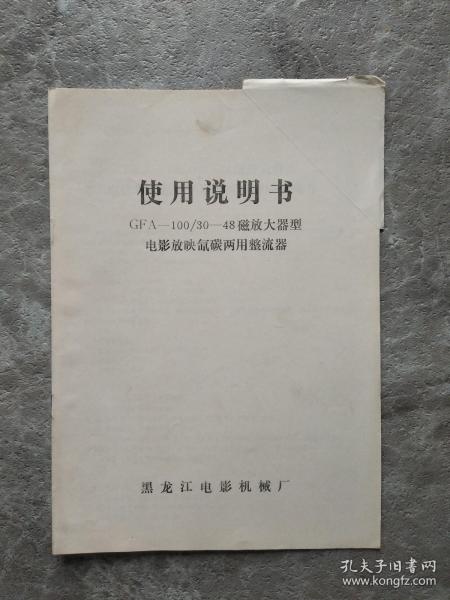 使用说明书
GFA—100/30—48磁放大器型
电影放映氙碳两用整流器
黑龙江电影机械厂
孔夫子旧书网
www.kongfz.com